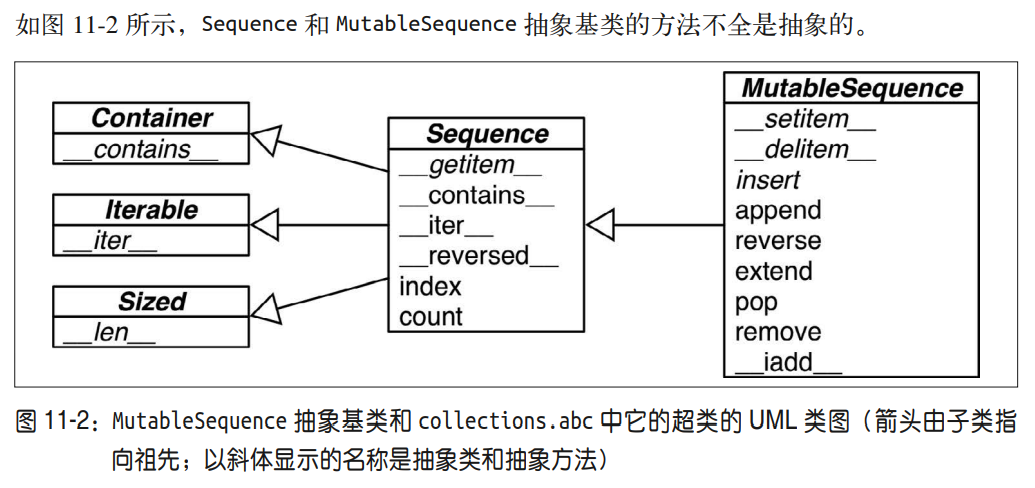 如图 11-2 所示，Sequence 和 MutableSequence 抽象基类的方法不全是抽象的。
Container
__contains__
Iterable
__iter__
Sized
__len__
Sequence
__getitem__
__contains__
__iter__
__reversed__
index
count
MutableSequence
__setitem__
__delitem__
insert
append
reverse
extend
pop
remove
__iadd__
图 11-2：MutableSequence 抽象基类和 collections.abc 中它的超类的 UML 类图（箭头由子类指
向祖先；以斜体显示的名称是抽象类和抽象方法）